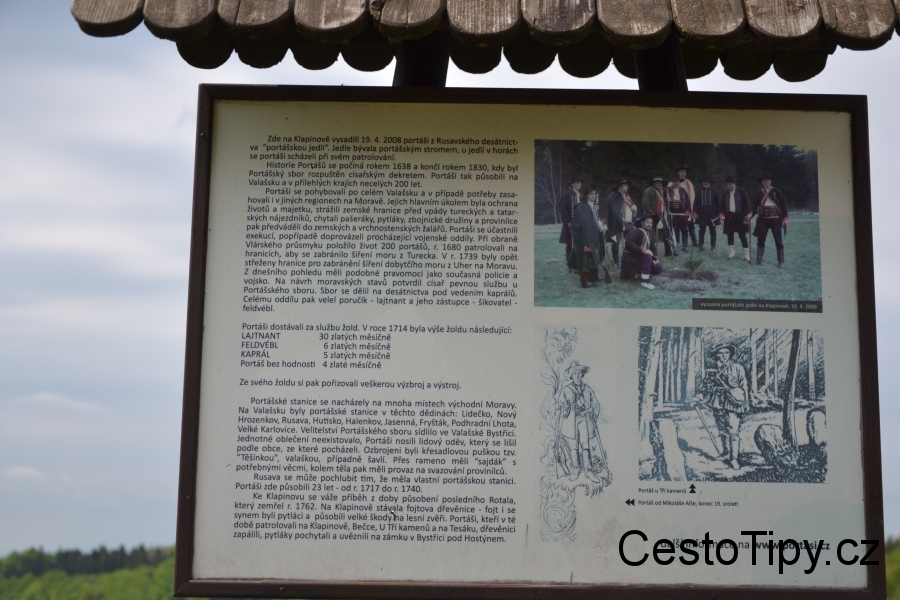 Zde na Klapinově vysadili 19. 4. 2008 portáši z Rusavského desátnict-
va "portášskou jedli". Jedle bývala portášským stromem, u jedlí v horách
se portáši scházeli při svém patrolování.
Historie Portášů se počíná rokem 1638 a končí rokem 1830, kdy byl
Portášský sbor rozpuštěn císařským dekretem. Portáši tak působili na
Valašsku a v přilehlých krajích necelých 200 let.
Portáši se pohybovali po celém Valašsku a v případě potřeby zasa-
hovali i v jiných regionech na Moravě. Jejich hlavním úkolem byla ochrana
životů a majetku, strážili zemské hranice před vpády tureckých a tatar-
ských nájezdníků, chytali pašeráky, pytláky, zbojnické družiny a provinilce
pak předváděli do zemských a vrchnostenských žalářů. Portáši se účastnili
exekucí, popřípadě doprovázeli procházející vojenské oddíly. Při obraně
Vlárského průsmyku položilo život 200 portášů, r. 1680 patrolovali na
hranicích, aby se zabránilo šíření moru z Turecka. V r. 1739 byly opět
střeženy hranice pro zabránění šíření dobytčího moru z Uher na Moravu.
Z dnešního pohledu měli podobné pravomoci jako současná policie a
vojsko. Na návrh moravských stavů potvrdil císař pevnou službu u
Portášského sboru. Sbor se dělil na desátnictva pod vedením kaprálů.
Celému oddílu pak velel poručík - lajtnant a jeho zástupce - šikovatel -
feldvébl.
Portáši dostávali za službu žold. V roce 1714 byla výše žoldu následující:
LAJTNANT 30 zlatých měsíčně
FELDVÉBL 6 zlatých měsíčně
KAPRÁL 5 zlatých měsíčně
Portáš bez hodnosti 4 zlaté měsíčně
Ze svého žoldu si pak pořizovali veškerou výzbroj a výstroj.
Portášské stanice se nacházely na mnoha místech východní Moravy.
Na Valašsku byly portášské stanice v těchto dědinách: Lidečko, Nový
Hrozenkov, Rusava, Hutisko, Halenkov, Jasenná, Fryšták, Podhradní Lhota,
Velké Karlovice. Velitelství Portášského sboru sídlilo ve Valašské Bystřici.
Jednotné oblečení neexistovalo, Portáši nosili lidový oděv, který se lišil
podle obce, ze které pocházeli. Ozbrojeni byli křesadlovou puškou tzv.
"Těšínkou", valaškou, případně šavlí. Přes rameno měli "sajdák" s
potřebnými věcmi, kolem těla pak měli provaz na svazování provinilců.
Rusava se může pochlubit tím, že měla vlastní portášskou stanici.
Portáši zde působili 23 let - od r. 1717 do r. 1740.
Ke Klapinovu se váže příběh z doby působení posledního Rotala,
který zemřel r. 1762. Na Klapinově stávala fojtova dřevěnice - fojt i se
synem byli pytláci a působili velké škody na lesní zvěři. Portáši, kteří v té
době patrolovali na Klapinově, Bečce, U Tří kamenů a na Tesáku, dřevěnici
zapálili, pytláky pochytali a uvěznili na zámku v Bystřici pod Hostýnem.
vysazení portášské jedle na Klapinově, 19. 4. 2008
Portáš u Tří kamenů
Portáš od Mikoláše Alše, konec 19. století
další informace na www.portasi.cz
CestoTipy.cz